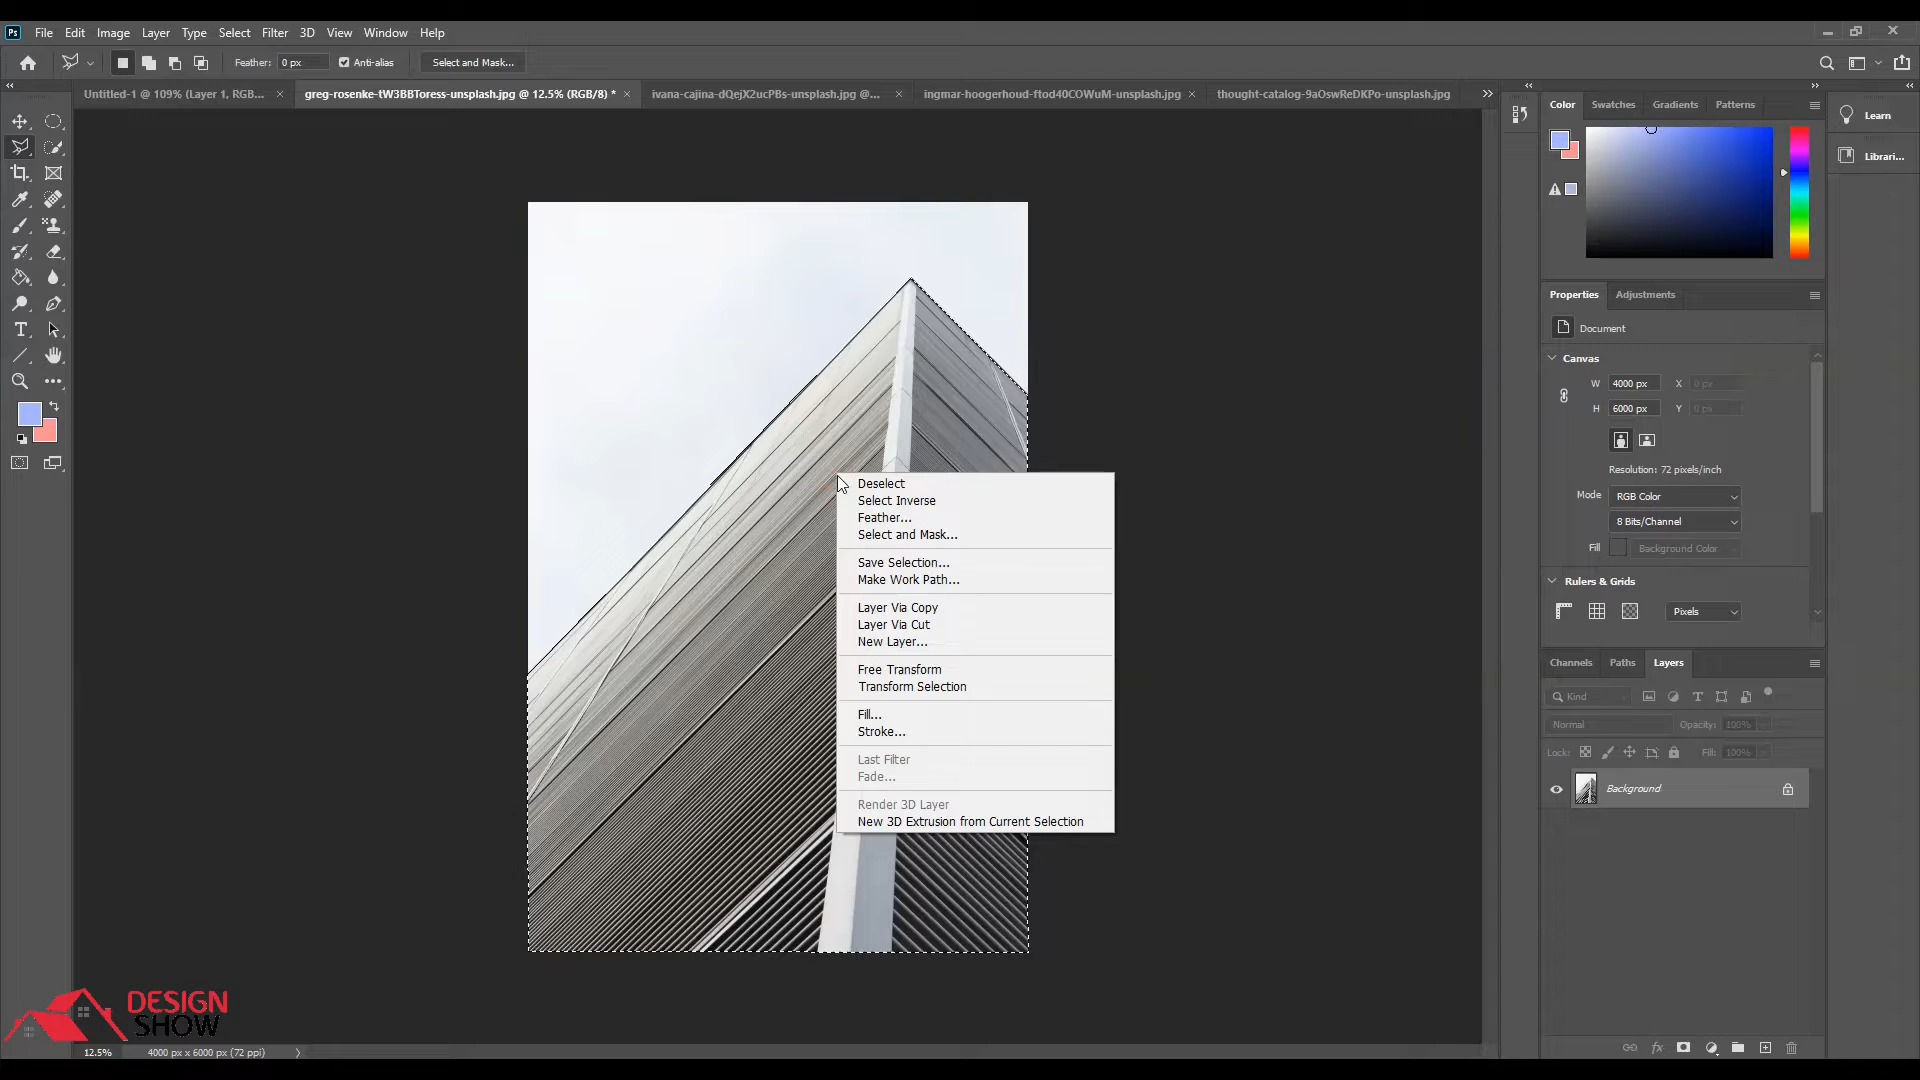 Ps File Edit Image Layer Type Select Filter 3D View Window Help
Feather: 0 px Anti-alias Select and Mask...
Untitled-1 @ 109% (Layer 1, RGB... × greg-rosenke-tW3BBToress-unsplash.jpg @ 12.5% (RGB/8) * × ivana-cajina-dQejX2ucPBs-unsplash.jpg @... × ingmar-hoogerhoud-ftod40COWuM-unsplash.jpg × thought-catalog-9aOswReDKPo-unsplash.jpg
Color Swatches Gradients Patterns
Learn
Librari...
Properties Adjustments
Document
Canvas
W 4000 px X 0 px
H 6000 px Y 0 px
Resolution: 72 pixels/inch
Mode RGB Color
8 Bits/Channel
Fill Background Color
Rulers & Grids
Pixels
Channels Paths Layers
Kind
Normal Opacity: 100%
Lock: Fill: 100%
Background
Deselect
Select Inverse
Feather...
Select and Mask...
Save Selection...
Make Work Path...
Layer Via Copy
Layer Via Cut
New Layer...
Free Transform
Transform Selection
Fill...
Stroke...
Last Filter
Fade...
Render 3D Layer
New 3D Extrusion from Current Selection
DESIGN
SHOW
12.5% 4000 px x 6000 px (72 ppi)